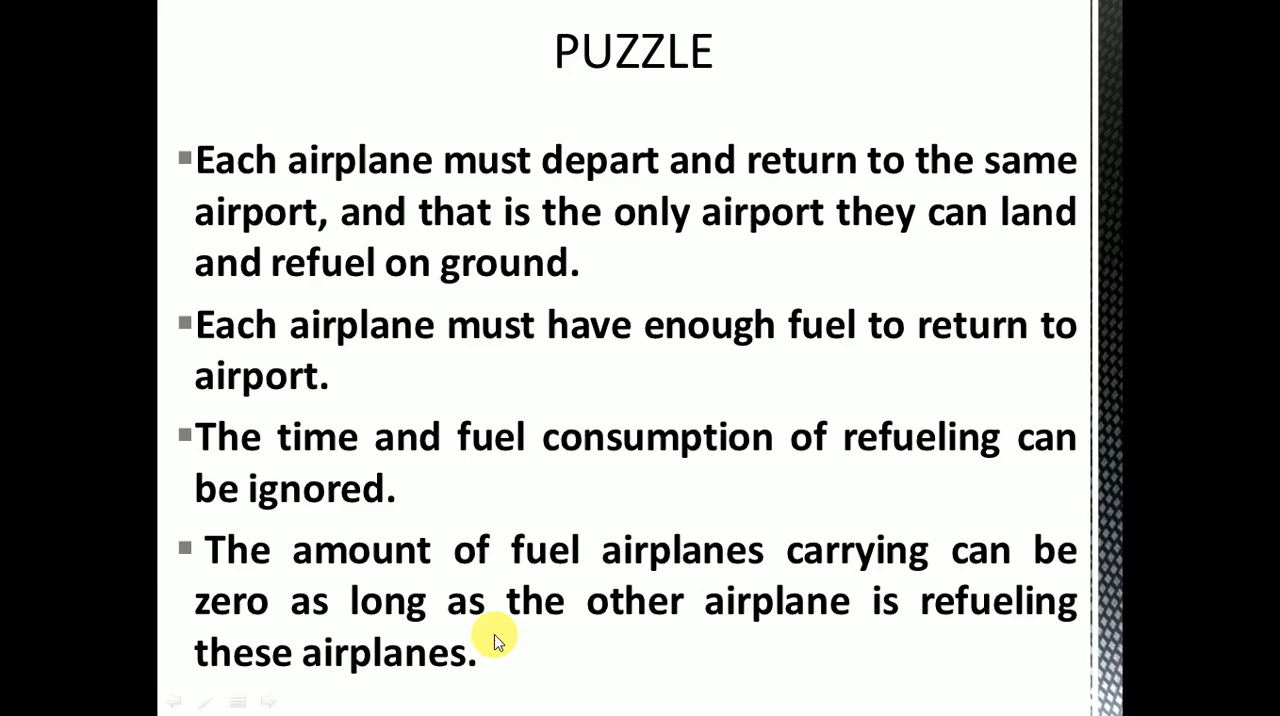 PUZZLE
Each airplane must depart and return to the same
airport, and that is the only airport they can land
and refuel on ground.
Each airplane must have enough fuel to return to
airport.
The time and fuel consumption of refueling can
be ignored.
The amount of fuel airplanes carrying can be
zero as long as the other airplane is refueling
these airplanes.